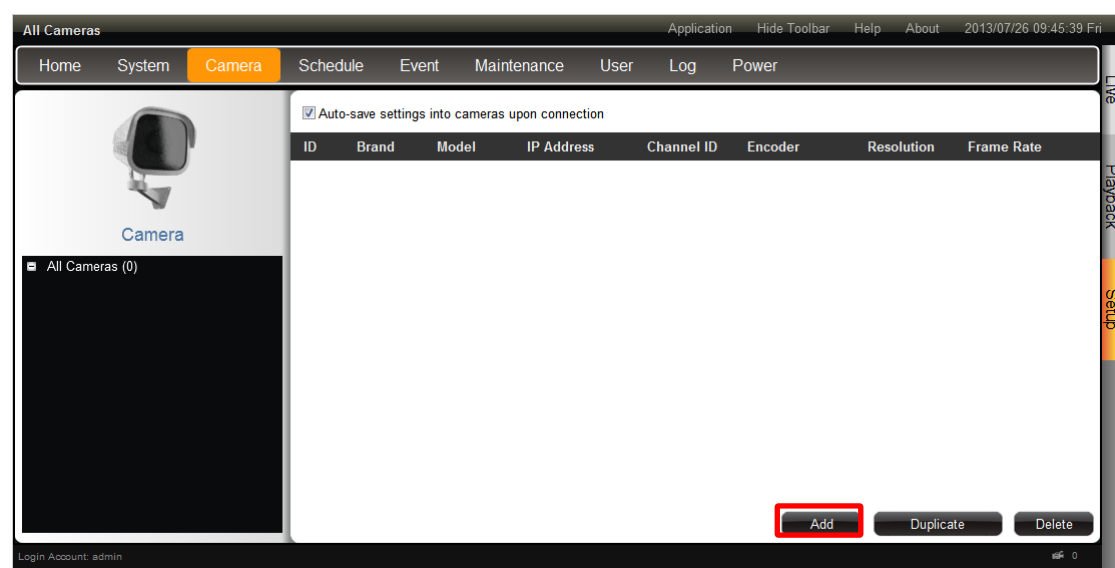 All Cameras Application Hide Toolbar Help About 2013/07/26 09:45:39 Fri
Home System Camera Schedule Event Maintenance User Log Power
Live
Auto-save settings into cameras upon connection
ID Brand Model IP Address Channel ID Encoder Resolution Frame Rate
Playback
Camera
All Cameras (0)
Setup
Add Duplicate Delete
Login Account: admin 0